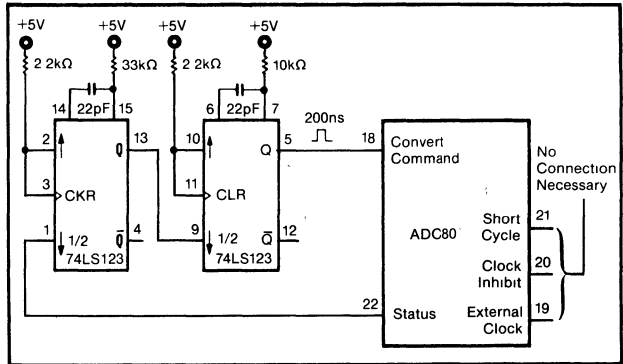 +5V +5V +5V +5V
2 2kΩ 33kΩ 2 2kΩ 10kΩ
14 22pF 15 6 22pF 7
200ns
2 Q 13 10 Q 5 18 Convert Command
3 CKR 11 CLR
1 1/2 Q̅ 4 9 1/2 Q̅ 12
74LS123 74LS123
ADC80
No
Connection
Necessary
Short Cycle 21
Clock Inhibit 20
22 Status External Clock 19